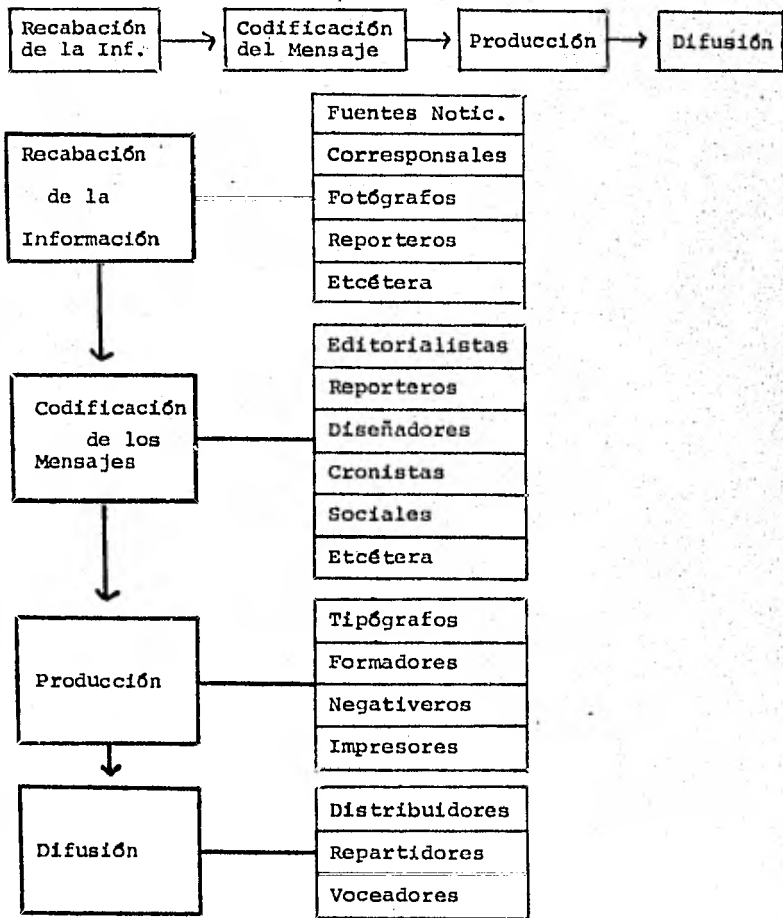 Recabación
de la Inf.
Codificación
del Mensaje
Producción
Difusión
Recabación
de la
Información
Fuentes Notic.
Corresponsales
Fotógrafos
Reporteros
Etcétera
Codificación
de los
Mensajes
Editorialistas
Reporteros
Diseñadores
Cronistas
Sociales
Etcétera
Producción
Tipógrafos
Formadores
Negativeros
Impresores
Difusión
Distribuidores
Repartidores
Voceadores